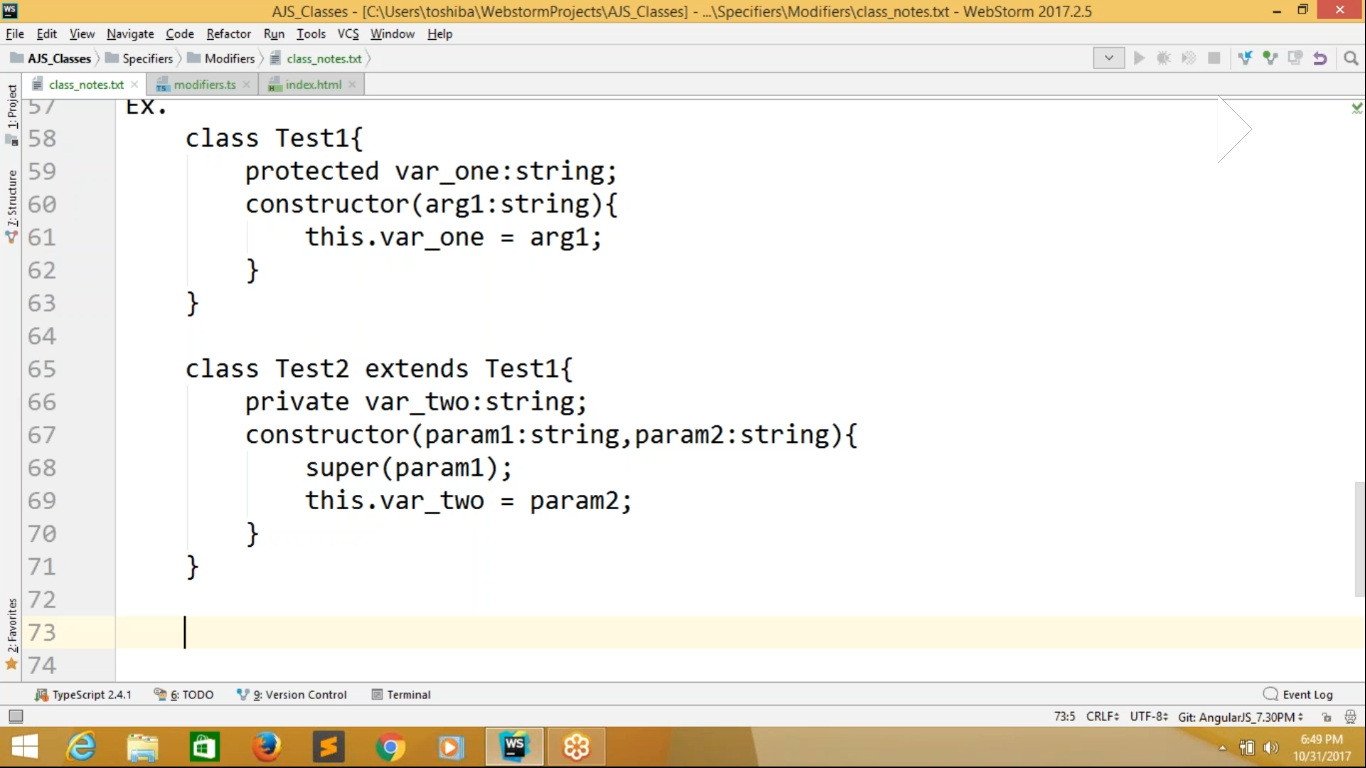 AJS_Classes - [C:\Users\toshiba\WebstormProjects\AJS_Classes] - ...\Specifiers\Modifiers\class_notes.txt - WebStorm 2017.2.5
File Edit View Navigate Code Refactor Run Tools VCS Window Help
AJS_Classes Specifiers Modifiers class_notes.txt
class_notes.txt modifiers.ts index.html
1: Project
7: Structure
2: Favorites
57 Ex.
58 class Test1{
59 protected var_one:string;
60 constructor(arg1:string){
61 this.var_one = arg1;
62 }
63 }
64
65 class Test2 extends Test1{
66 private var_two:string;
67 constructor(param1:string,param2:string){
68 super(param1);
69 this.var_two = param2;
70 }
71 }
72
73
74
TypeScript 2.4.1 6: TODO 9: Version Control Terminal Event Log
73:5 CRLF UTF-8 Git: AngularJS_7.30PM
6:49 PM
10/31/2017